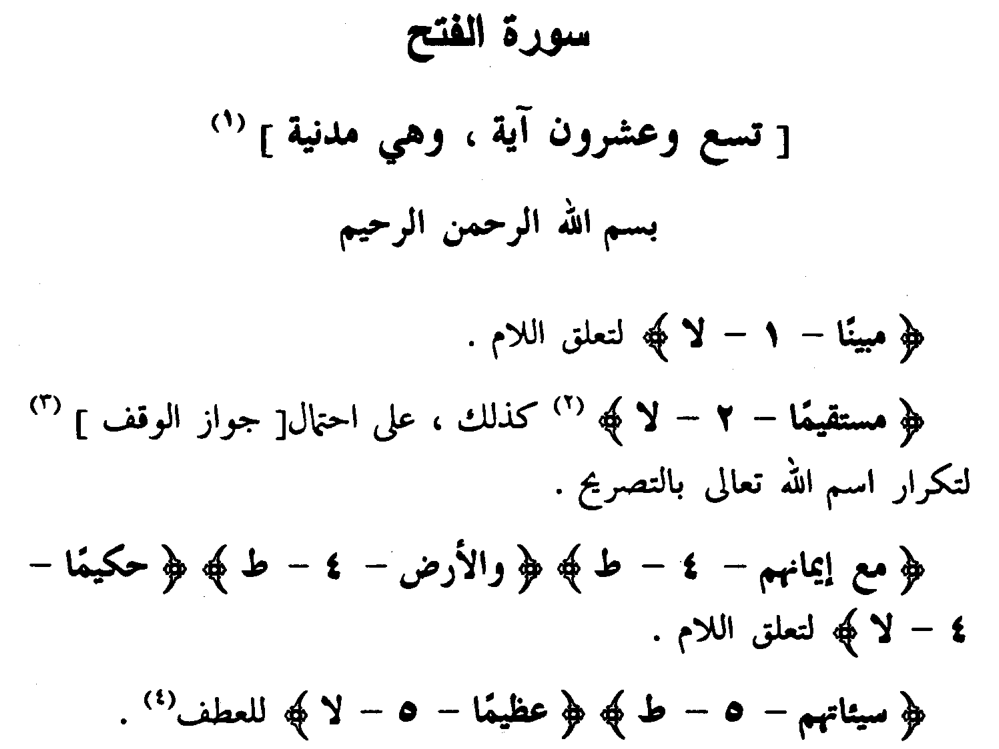 سورة الفتح
[ تسع وعشرون آية ، وهي مدنية ] (١)
بسم الله الرحمن الرحيم
﴿ مبينًا – ١ – لا ﴾ لتعلق اللام .
﴿ مستقيمًا – ٢ – لا ﴾ (٢) كذلك ، على احتمال[ جواز الوقف ] (٣)
لتكرار اسم الله تعالى بالتصريح .
﴿ مع إيمانهم – ٤ – ط ﴾ ﴿ والأرض – ٤ – ط ﴾ ﴿ حكيمًا –
٤ – لا ﴾ لتعلق اللام .
﴿ سيئاتهم – ٥ – ط ﴾ ﴿ عظيمًا – ٥ – لا ﴾ للعطف(٤) .